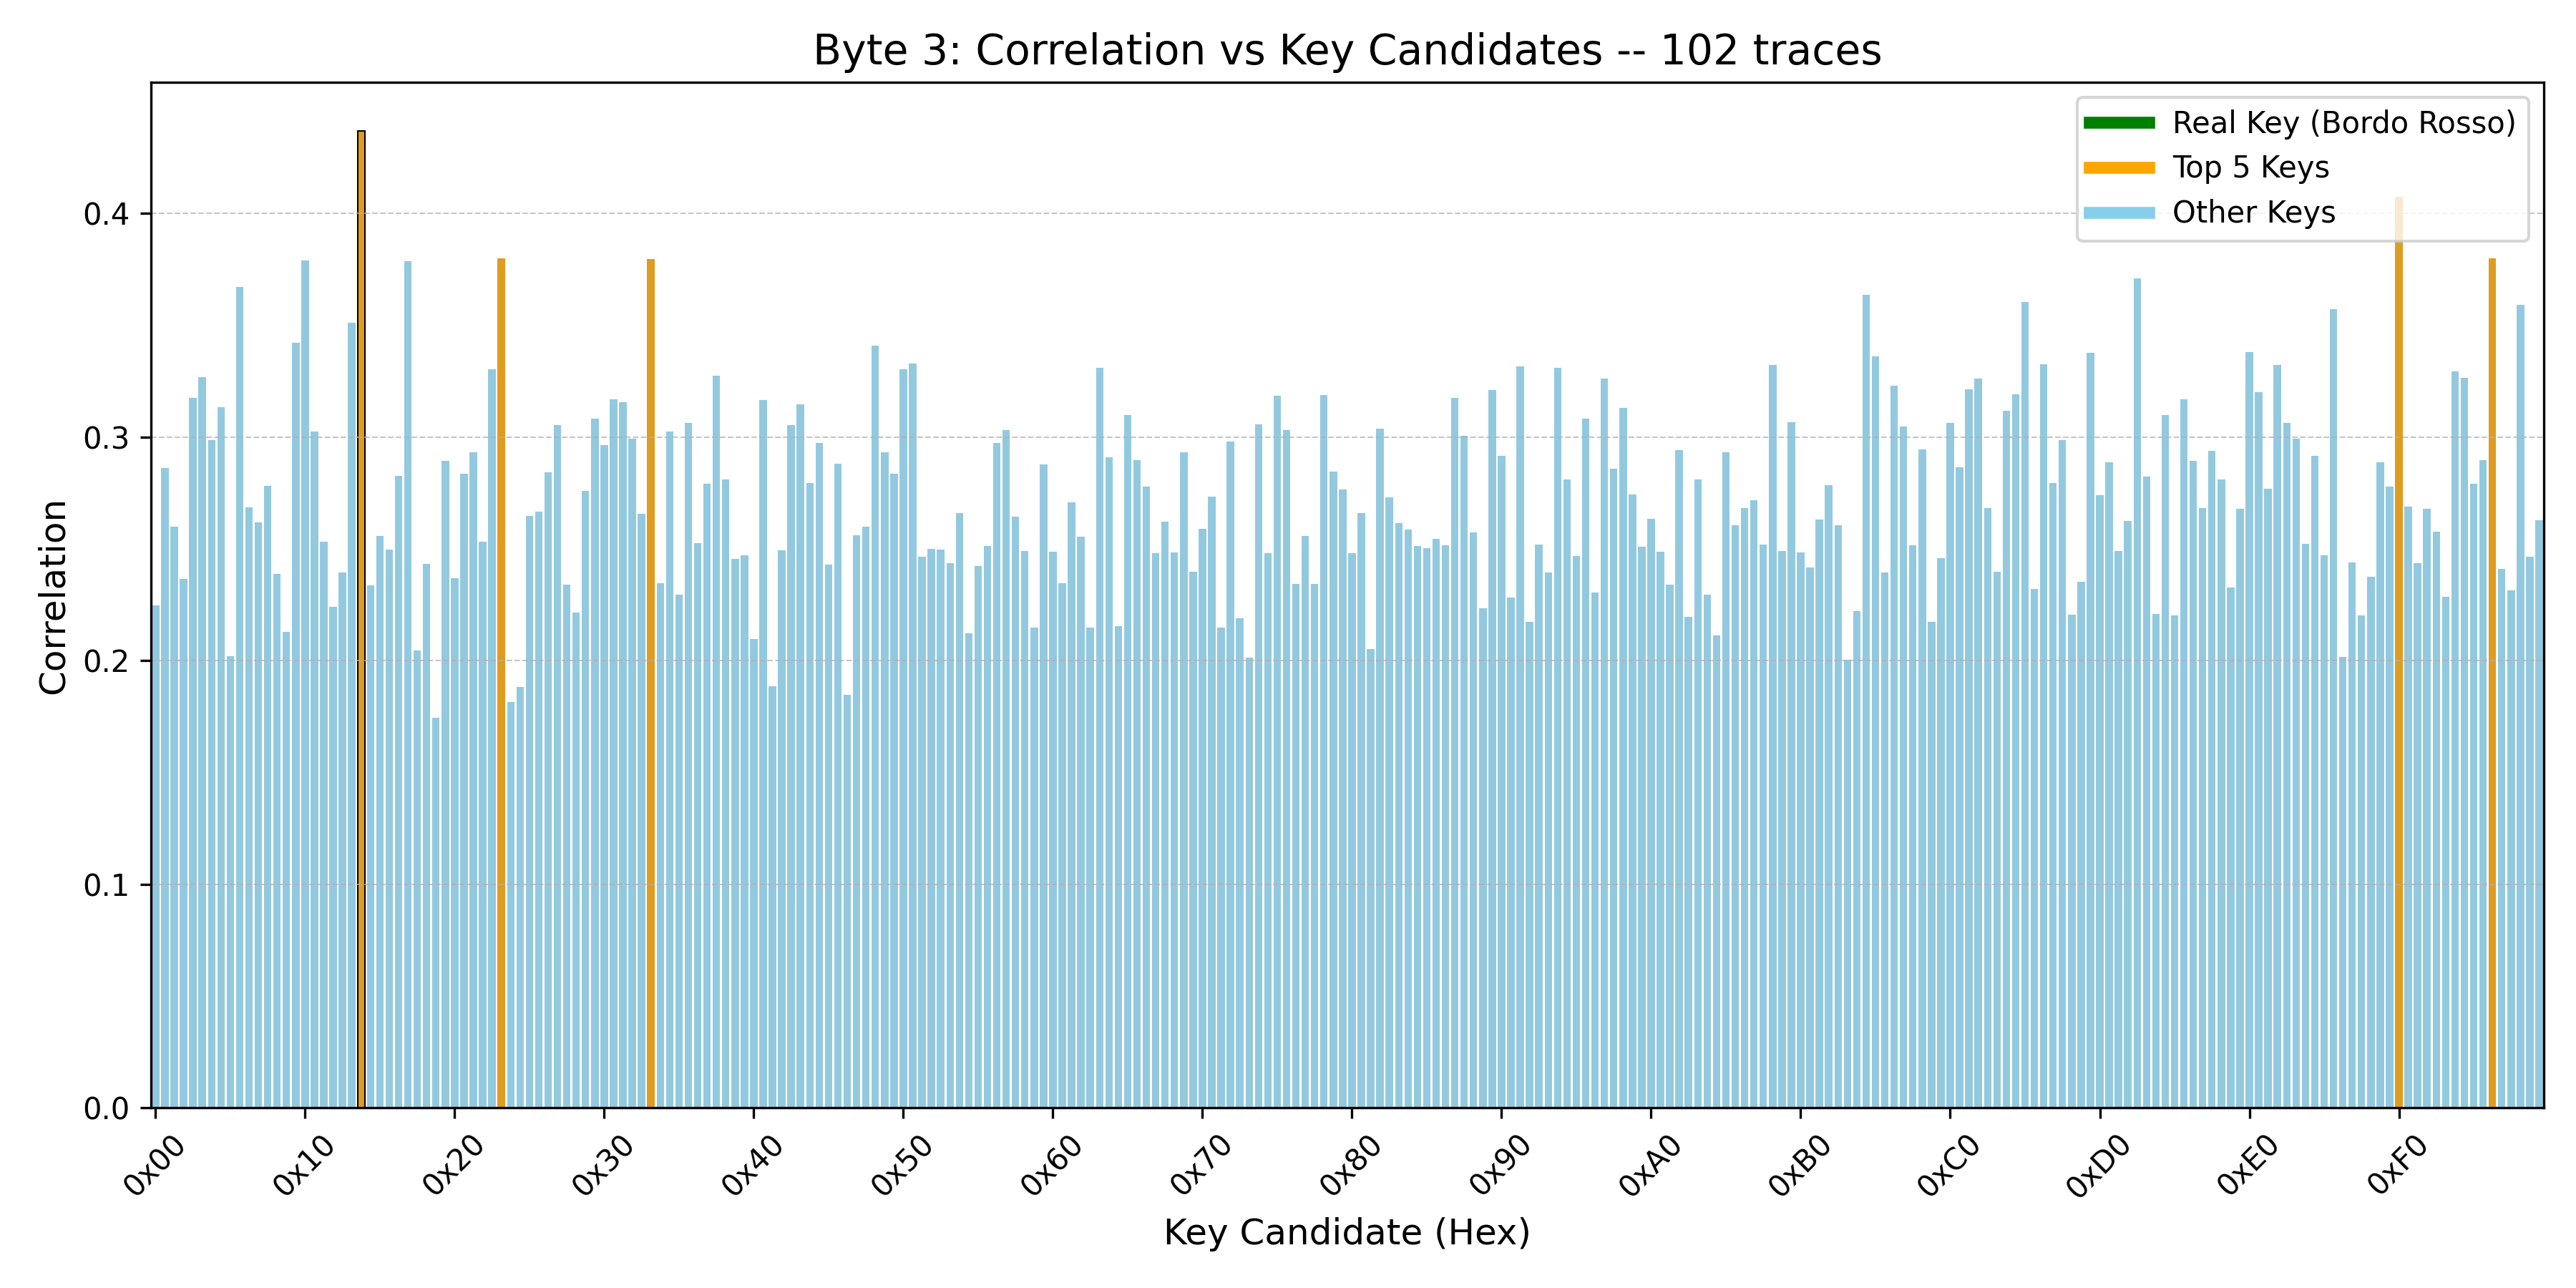 Byte 3: Correlation vs Key Candidates -- 102 traces
Real Key (Bordo Rosso)
Top 5 Keys
Other Keys
Correlation
0.4
0.3
0.2
0.1
0.0
0x00 0x10 0x20 0x30 0x40 0x50 0x60 0x70 0x80 0x90 0xA0 0xB0 0xC0 0xD0 0xE0 0xF0
Key Candidate (Hex)